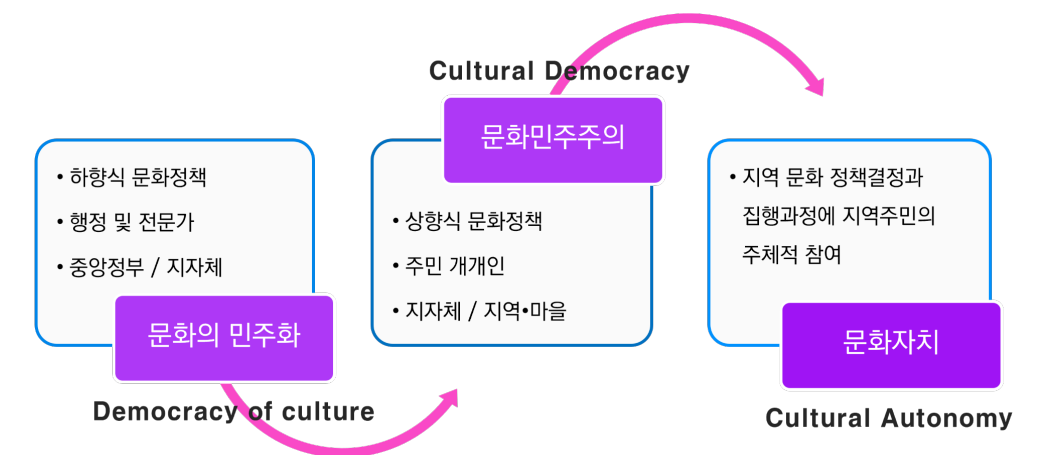 • 하향식 문화정책
• 행정 및 전문가
• 중앙정부 / 지자체
문화의 민주화
Democracy of culture
Cultural Democracy
문화민주주의
• 상향식 문화정책
• 주민 개개인
• 지자체 / 지역•마을
• 지역 문화 정책결정과
집행과정에 지역주민의
주체적 참여
문화자치
Cultural Autonomy